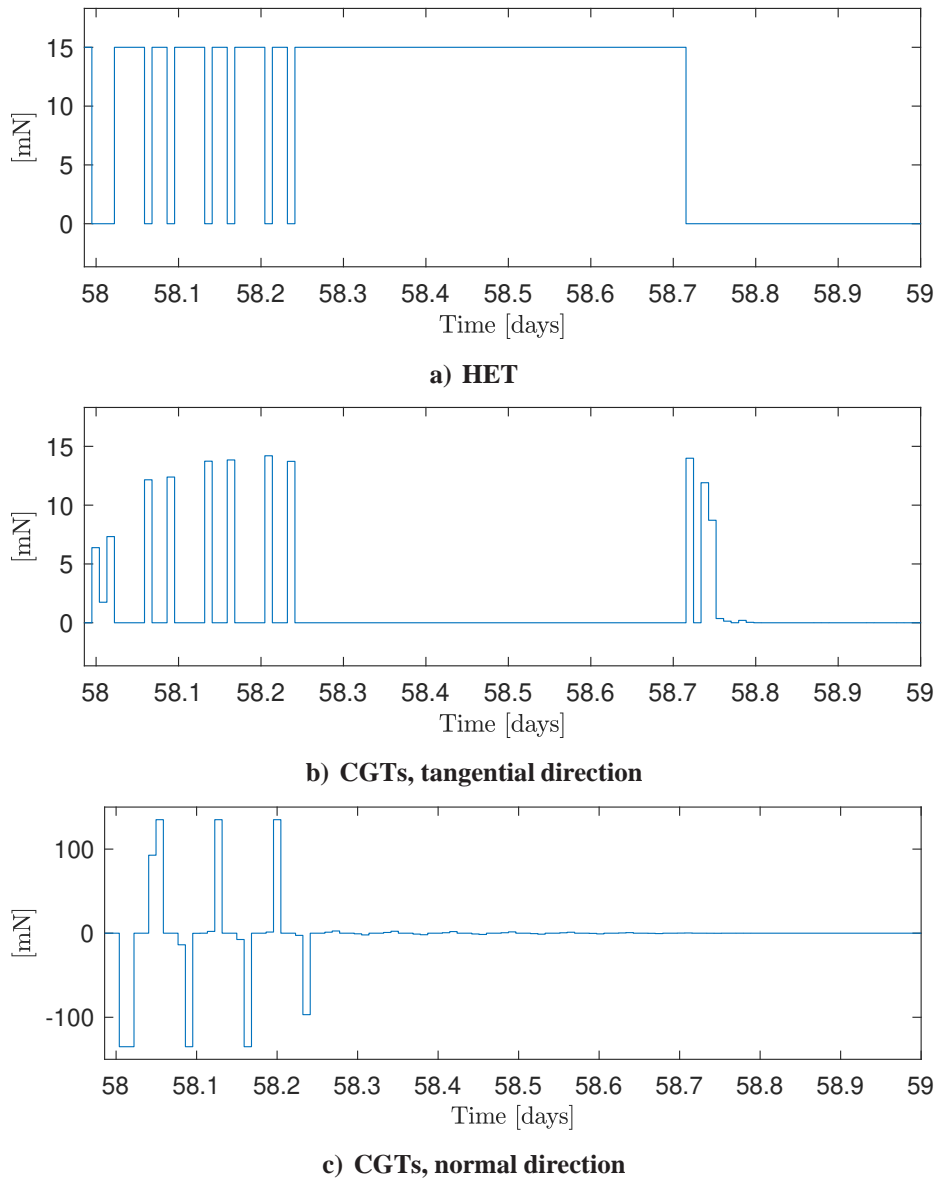 15
10
5
0
[mN]
58 58.1 58.2 58.3 58.4 58.5 58.6 58.7 58.8 58.9 59
Time [days]
a) HET
15
10
5
0
[mN]
58 58.1 58.2 58.3 58.4 58.5 58.6 58.7 58.8 58.9 59
Time [days]
b) CGTs, tangential direction
100
0
-100
[mN]
58 58.1 58.2 58.3 58.4 58.5 58.6 58.7 58.8 58.9 59
Time [days]
c) CGTs, normal direction